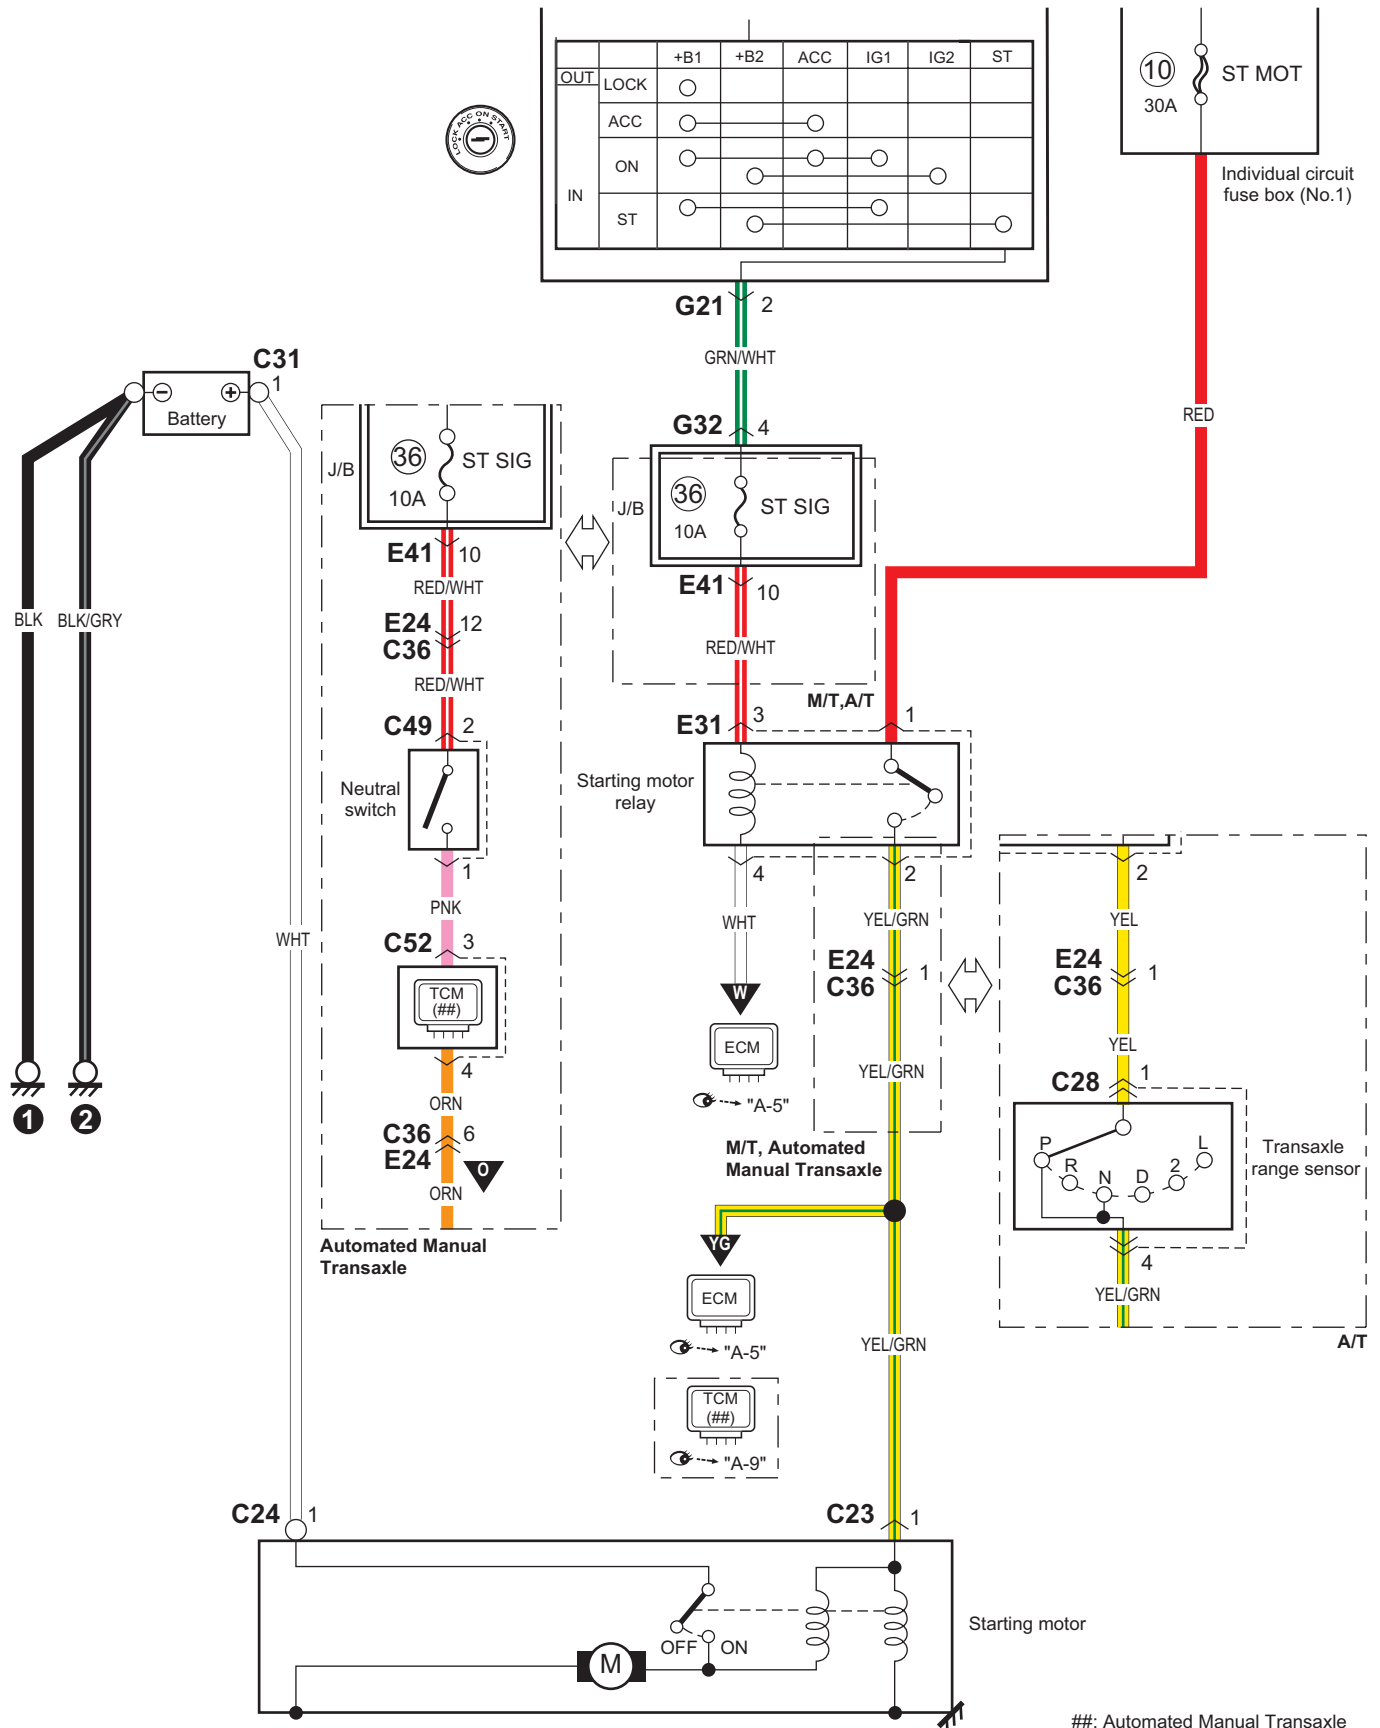 +B1 +B2 ACC IG1 IG2 ST
OUT
LOCK
ACC
ON
IN
ST
LOCK ACC ON START
10
30A
ST MOT
Individual circuit
fuse box (No.1)
G21 2
GRN/WHT
RED
C31
1
Battery
G32 4
J/B
36
10A
ST SIG
J/B
36
10A
ST SIG
E41 10
RED/WHT
E41 10
RED/WHT
E24 12
C36
RED/WHT
BLK
BLK/GRY
M/T,A/T
C49 2
E31 3
1
Neutral
switch
Starting motor
relay
1
4
2
2
PNK
WHT
YEL/GRN
YEL
WHT
C52 3
E24
C36 1
E24
C36 1
TCM
(##)
W
ECM
"A-5"
4
ORN
YEL/GRN
YEL
C28 1
1
2
C36 6
E24
O
ORN
M/T, Automated
Manual Transaxle
P
R
N
D
2
L
Transaxle
range sensor
Automated Manual
Transaxle
YG
4
YEL/GRN
ECM
"A-5"
YEL/GRN
A/T
TCM
(##)
"A-9"
C24 1
C23 1
OFF
ON
M
Starting motor
##: Automated Manual Transaxle